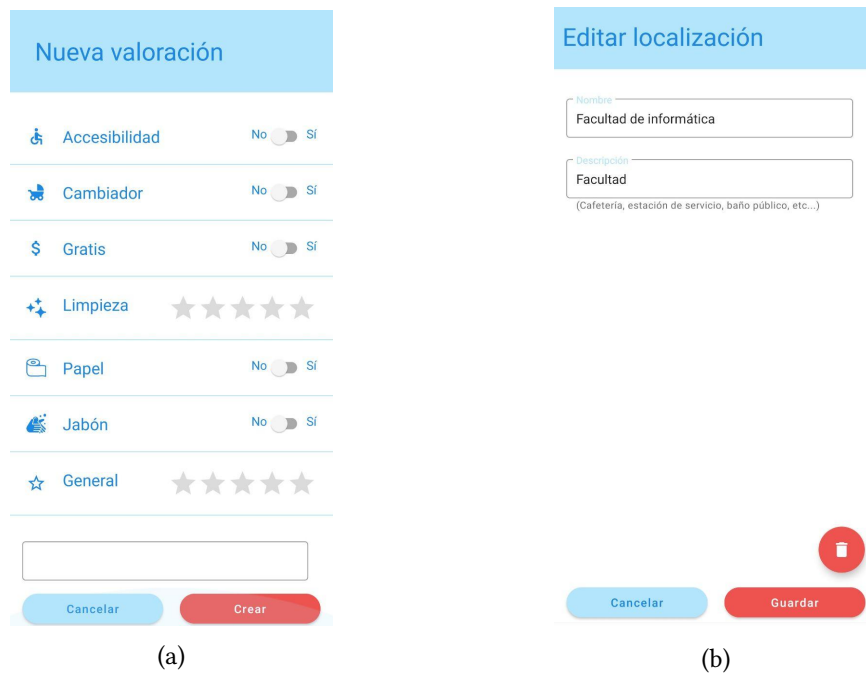 Nueva valoración
Accesibilidad No Sí
Cambiador No Sí
$ Gratis No Sí
Limpieza
Papel No Sí
Jabón No Sí
General
Cancelar Crear
(a)
Editar localización
Nombre
Facultad de informática
Descripción
Facultad
(Cafetería, estación de servicio, baño público, etc...)
Cancelar Guardar
(b)